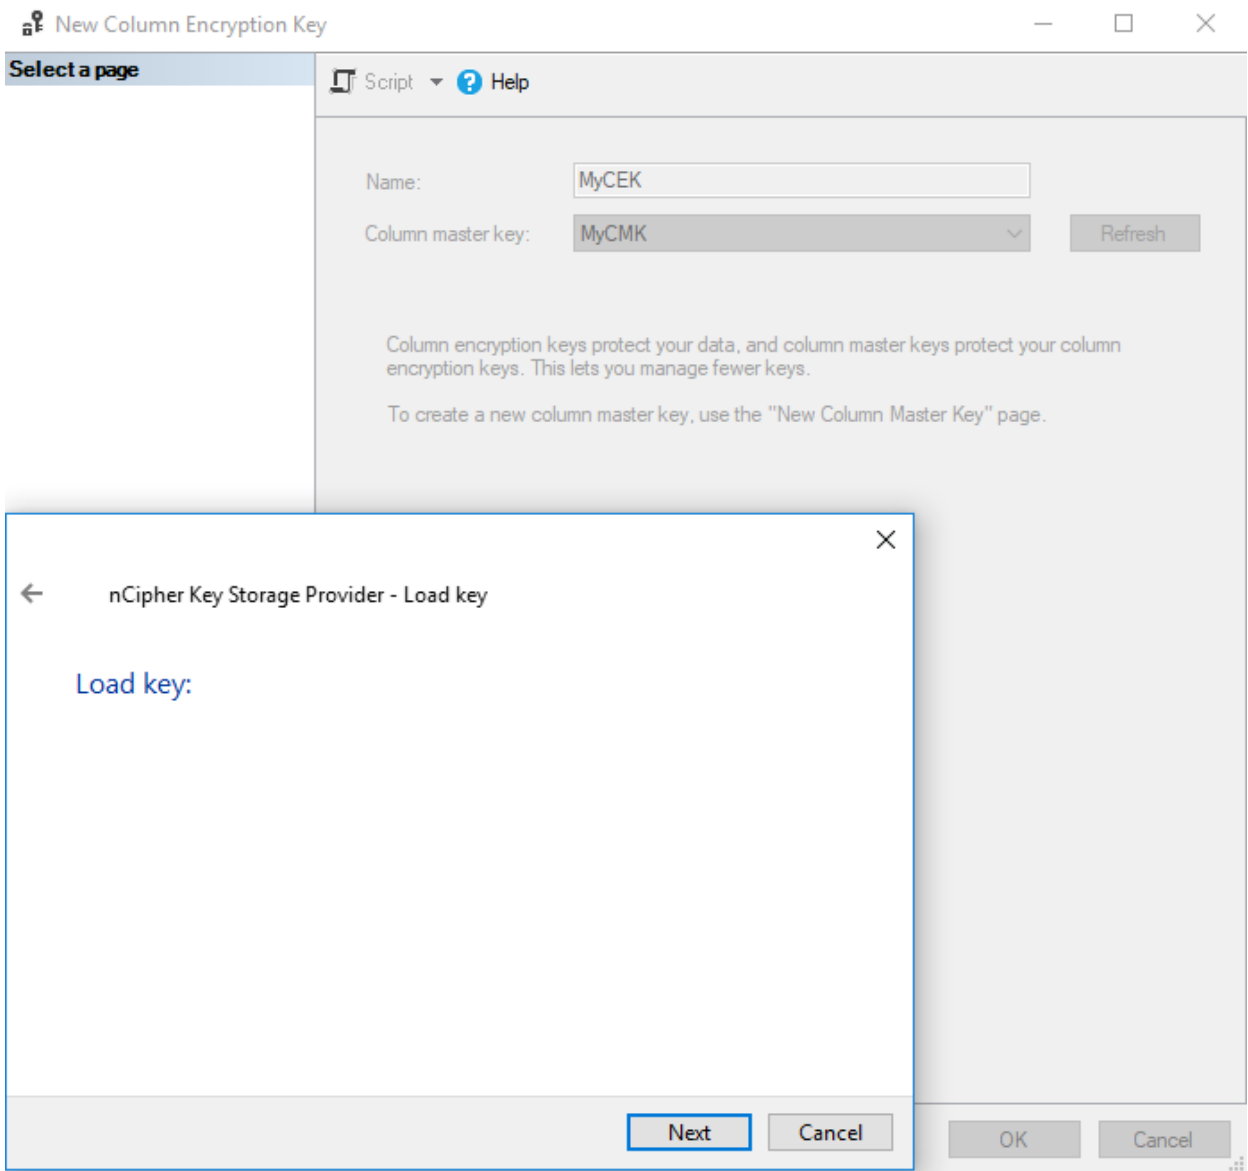 New Column Encryption Key
Select a page
Script
Help
Name:
MyCEK
Column master key:
MyCMK
Refresh
Column encryption keys protect your data, and column master keys protect your column
encryption keys. This lets you manage fewer keys.
To create a new column master key, use the "New Column Master Key" page.
nCipher Key Storage Provider - Load key
Load key:
Next
Cancel
OK
Cancel